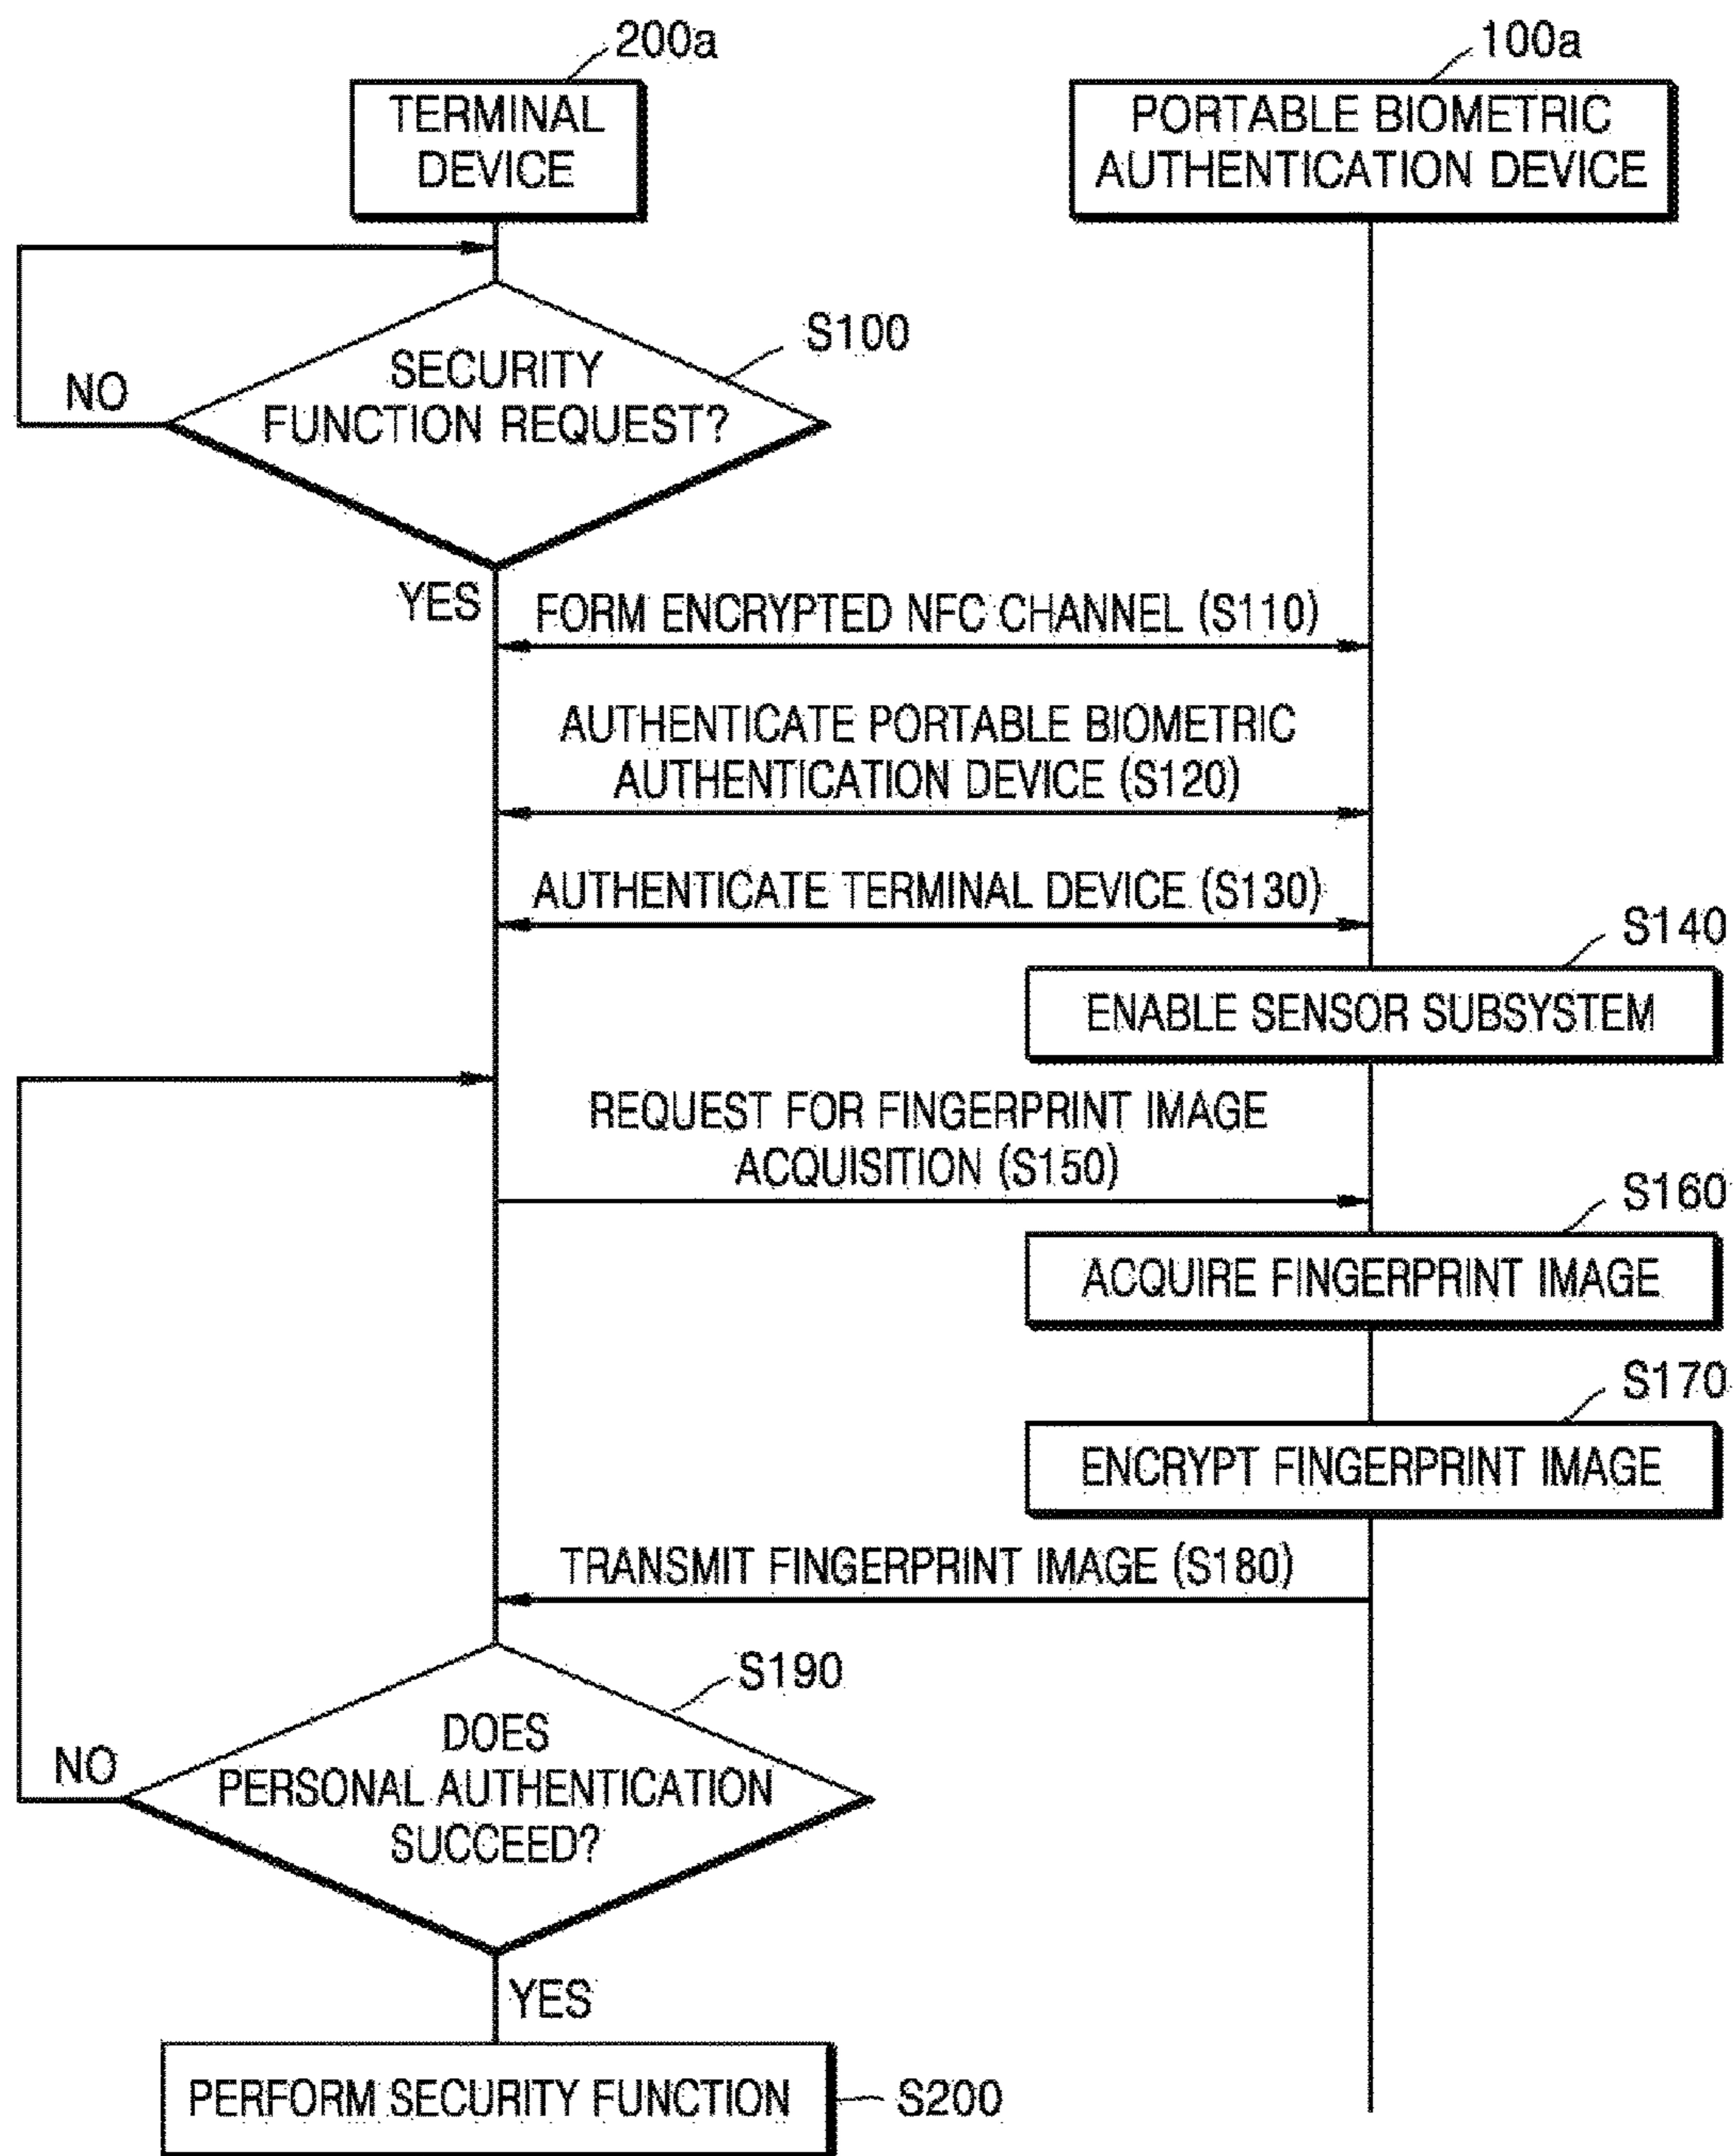 200a
100a
TERMINAL
DEVICE
PORTABLE BIOMETRIC
AUTHENTICATION DEVICE
S100
SECURITY
FUNCTION REQUEST?
NO
YES
FORM ENCRYPTED NFC CHANNEL (S110)
AUTHENTICATE PORTABLE BIOMETRIC
AUTHENTICATION DEVICE (S120)
AUTHENTICATE TERMINAL DEVICE (S130)
S140
ENABLE SENSOR SUBSYSTEM
REQUEST FOR FINGERPRINT IMAGE
ACQUISITION (S150)
S160
ACQUIRE FINGERPRINT IMAGE
S170
ENCRYPT FINGERPRINT IMAGE
TRANSMIT FINGERPRINT IMAGE (S180)
S190
DOES
PERSONAL AUTHENTICATION
SUCCEED?
NO
YES
PERFORM SECURITY FUNCTION
S200